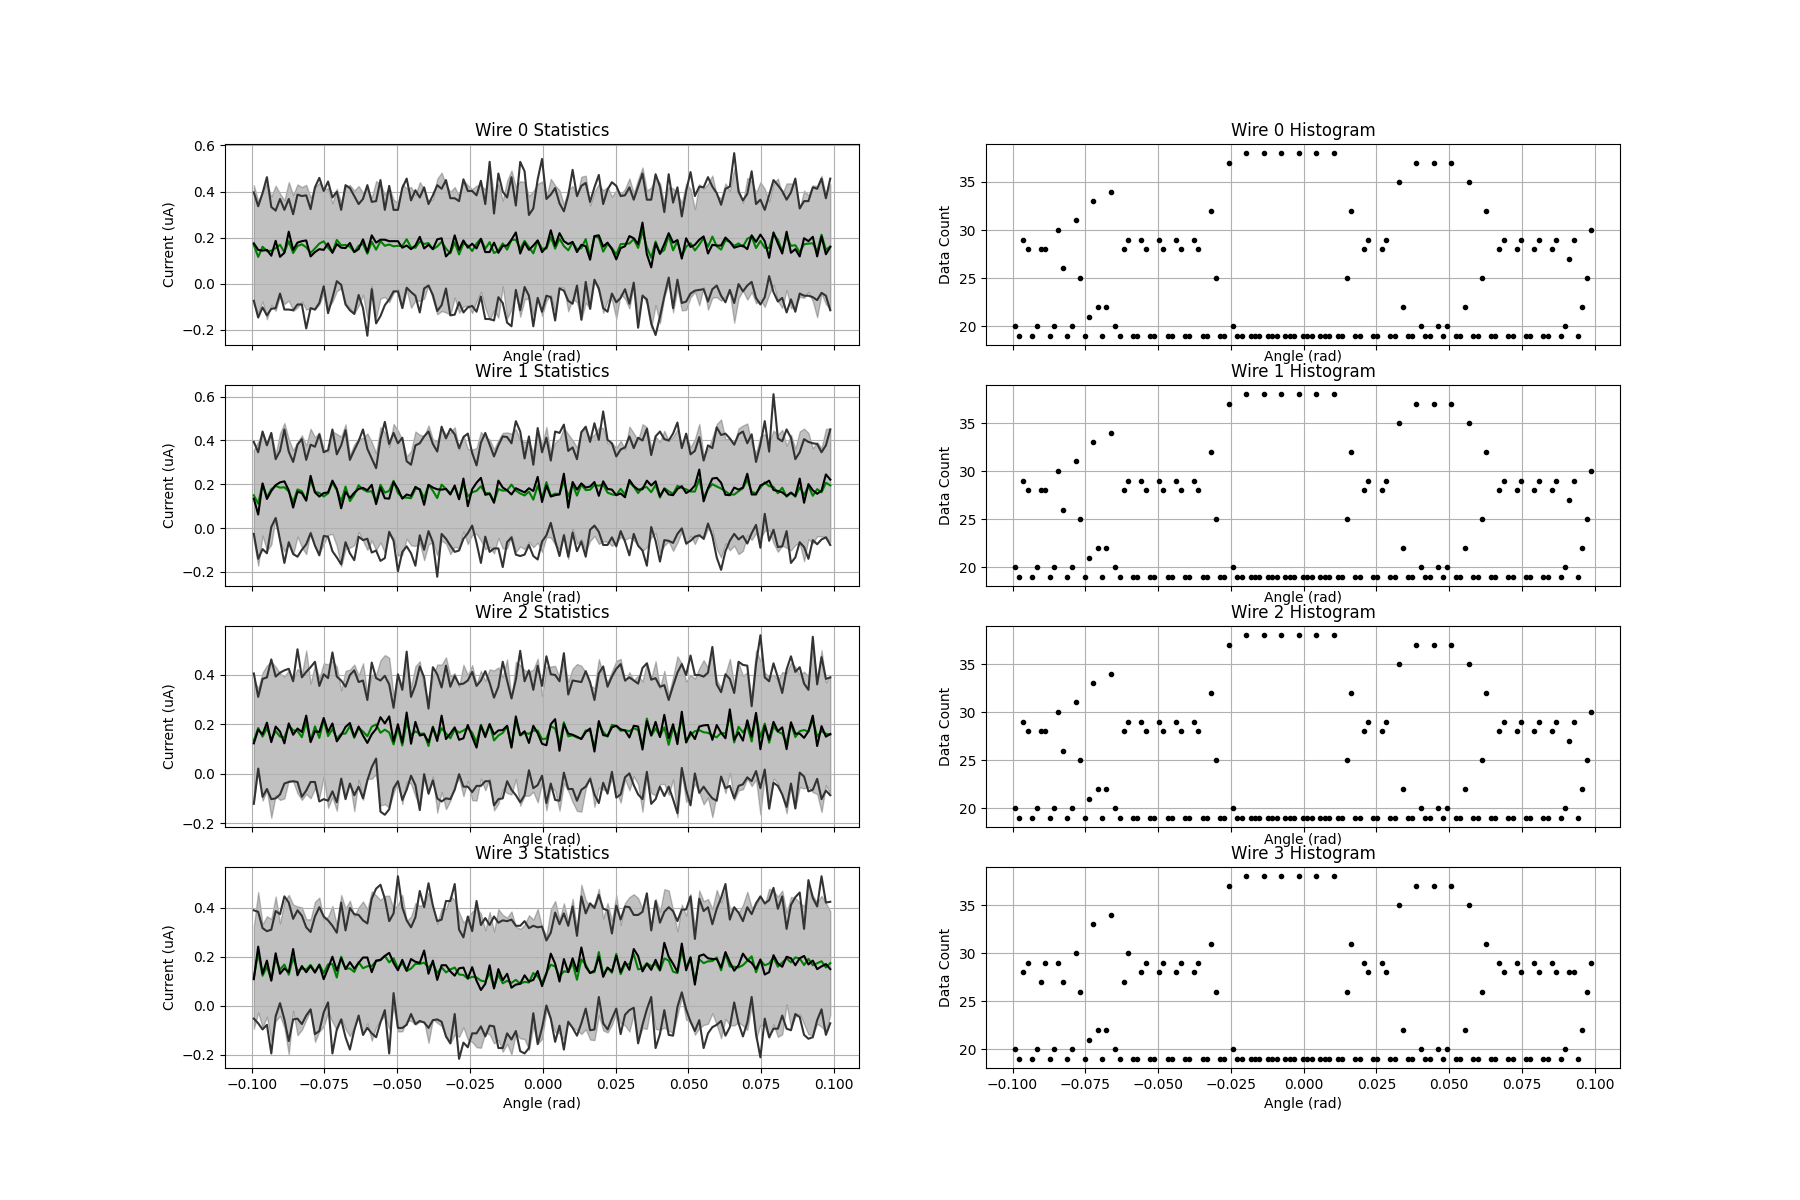 Wire 0 Statistics
0.6
0.4
0.2
0.0
−0.2
Current (uA)
Angle (rad)
Wire 0 Histogram
35
30
25
20
Data Count
Angle (rad)
Wire 1 Statistics
0.6
0.4
0.2
0.0
−0.2
Current (uA)
Angle (rad)
Wire 1 Histogram
35
30
25
20
Data Count
Angle (rad)
Wire 2 Statistics
0.4
0.2
0.0
−0.2
Current (uA)
Angle (rad)
Wire 2 Histogram
35
30
25
20
Data Count
Angle (rad)
Wire 3 Statistics
0.4
0.2
0.0
−0.2
Current (uA)
−0.100 −0.075 −0.050 −0.025 0.000 0.025 0.050 0.075 0.100
Angle (rad)
Wire 3 Histogram
35
30
25
20
Data Count
−0.100 −0.075 −0.050 −0.025 0.000 0.025 0.050 0.075 0.100
Angle (rad)